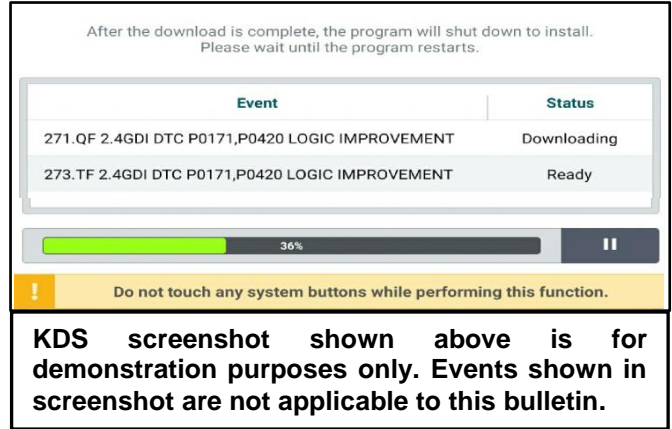 After the download is complete, the program will shut down to install.
Please wait until the program restarts.
Event Status
271.QF 2.4GDI DTC P0171,P0420 LOGIC IMPROVEMENT Downloading
273.TF 2.4GDI DTC P0171,P0420 LOGIC IMPROVEMENT Ready
36%
! Do not touch any system buttons while performing this function.
KDS screenshot shown above is for
demonstration purposes only. Events shown in
screenshot are not applicable to this bulletin.